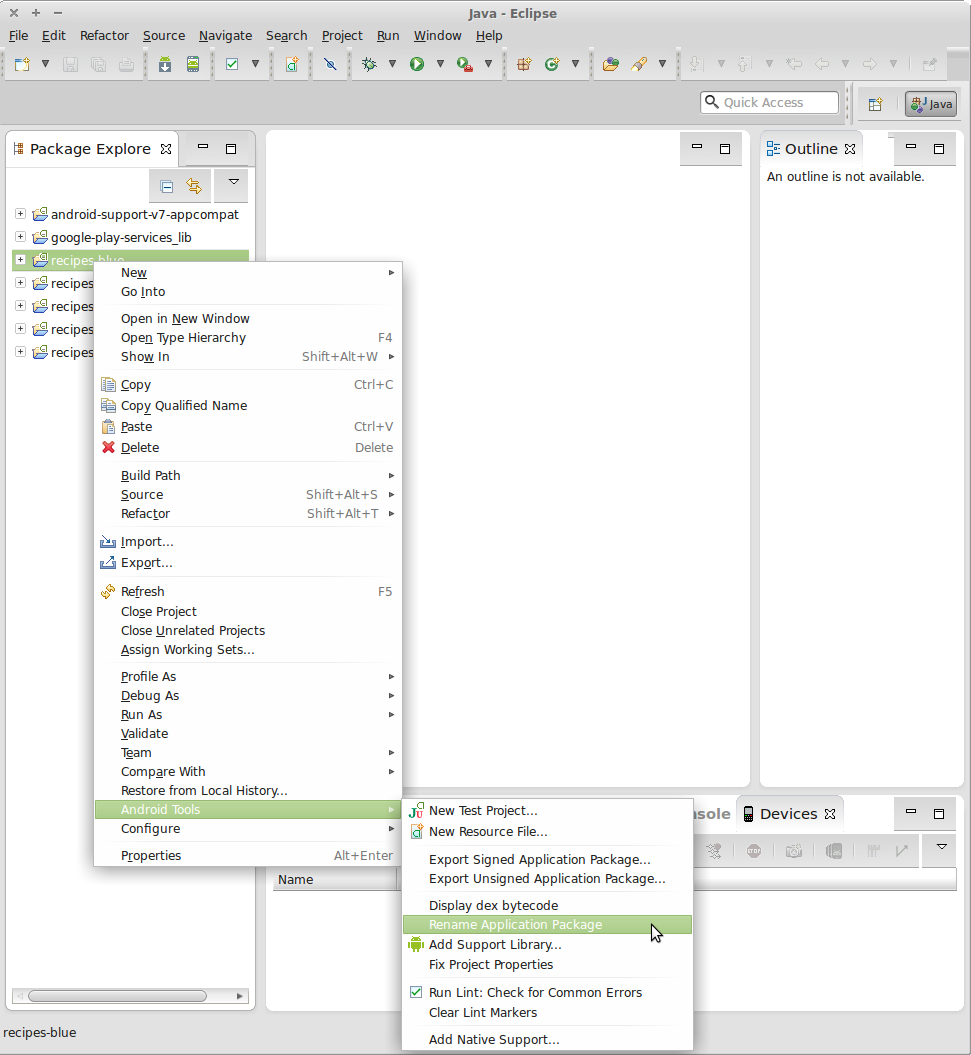 Java - Eclipse
File Edit Refactor Source Navigate Search Project Run Window Help
Quick Access
Java
Package Explore
Outline
An outline is not available.
android-support-v7-appcompat
google-play-services_lib
recipes-blue
recipes
recipes
recipes
recipes
New
Go Into
Open in New Window
Open Type Hierarchy F4
Show In Shift+Alt+W
Copy Ctrl+C
Copy Qualified Name
Paste Ctrl+V
Delete Delete
Build Path
Source Shift+Alt+S
Refactor Shift+Alt+T
Import...
Export...
Refresh F5
Close Project
Close Unrelated Projects
Assign Working Sets...
Profile As
Debug As
Run As
Validate
Team
Compare With
Restore from Local History...
Android Tools
Configure
Properties Alt+Enter
New Test Project...
New Resource File...
Export Signed Application Package...
Export Unsigned Application Package...
Display dex bytecode
Rename Application Package
Add Support Library...
Fix Project Properties
Run Lint: Check for Common Errors
Clear Lint Markers
Add Native Support...
nsole
Devices
Name
recipes-blue